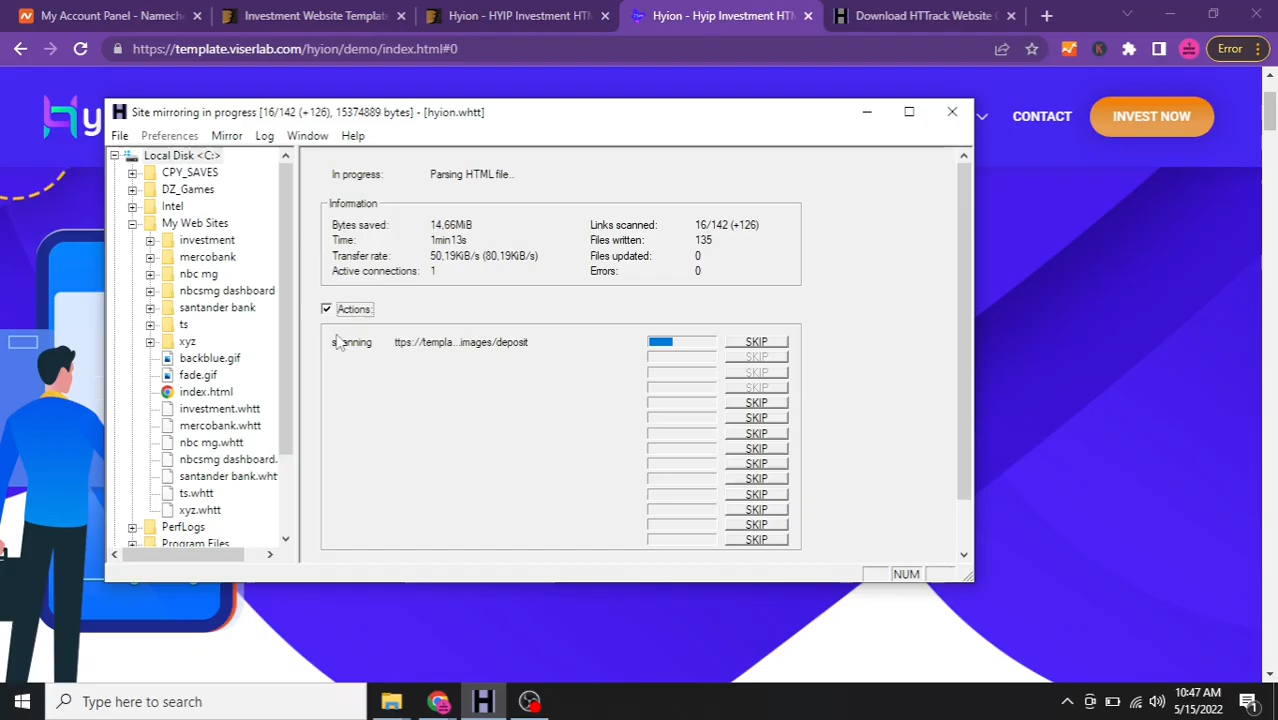 My Account Panel - Namech
Investment Website Templat
Hyion - HYIP Investment HTM
Hyion - Hyip Investment HTM
Download HTTrack Website C
https://template.viserlab.com/hyion/demo/index.html#0
Error
CONTACT
INVEST NOW
Site mirroring in progress [16/142 (+126), 15374889 bytes] - [hyion.whtt]
File Preferences Mirror Log Window Help
Local Disk <C:>
CPY_SAVES
DZ_Games
Intel
My Web Sites
investment
mercobank
nbc mg
nbcsmg dashboard
santander bank
ts
xyz
backblue.gif
fade.gif
index.html
investment.whtt
mercobank.whtt
nbc mg.whtt
nbcsmg dashboard.
santander bank.wht
ts.whtt
xyz.whtt
PerfLogs
Program Files
In progress: Parsing HTML file..
Information
Bytes saved: 14,66MiB Links scanned: 16/142 (+126)
Time: 1min13s Files written: 135
Transfer rate: 50,19KiB/s (80,19KiB/s) Files updated: 0
Active connections: 1 Errors: 0
Actions:
scanning ttps://templa...images/deposit SKIP
SKIP
SKIP
SKIP
SKIP
SKIP
SKIP
SKIP
SKIP
SKIP
SKIP
SKIP
SKIP
SKIP
NUM
Type here to search
10:47 AM
5/15/2022
1